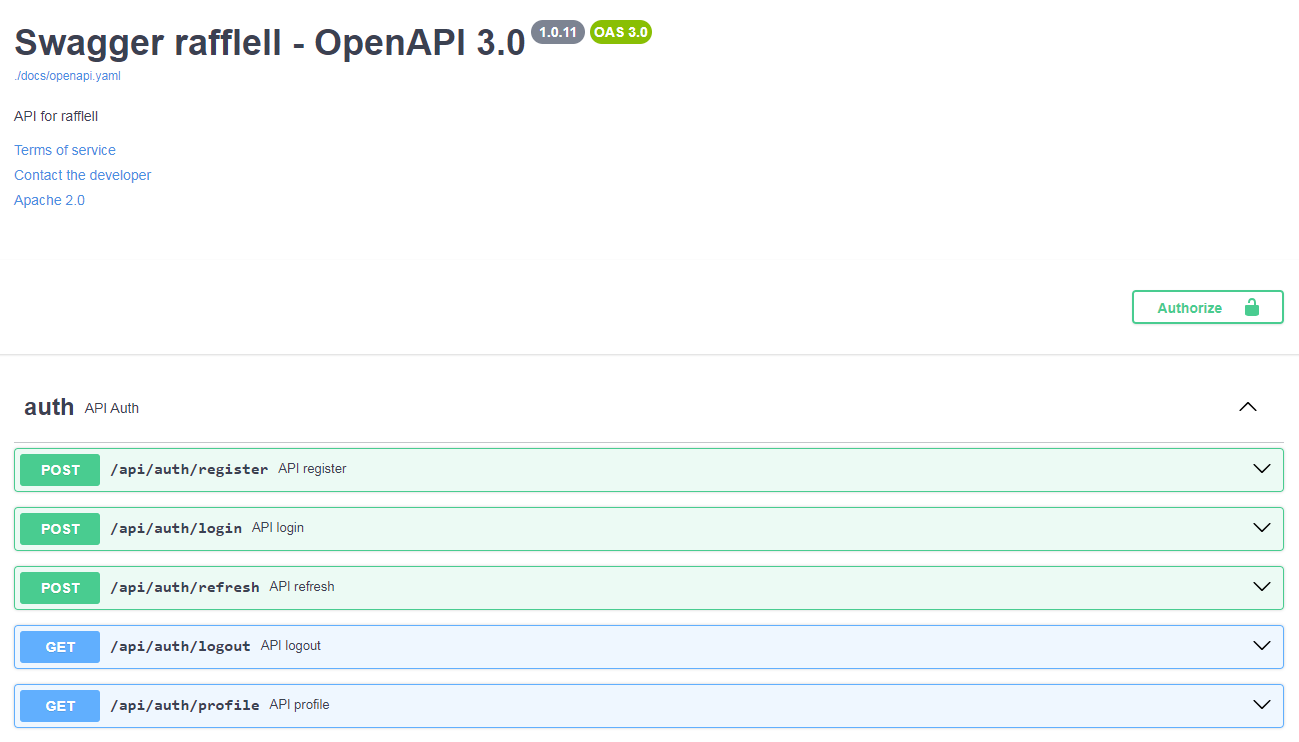 Swagger rafflell - OpenAPI 3.0 1.0.11 OAS 3.0
./docs/openapi.yaml
API for rafflell
Terms of service
Contact the developer
Apache 2.0
Authorize
auth API Auth
POST /api/auth/register API register
POST /api/auth/login API login
POST /api/auth/refresh API refresh
GET /api/auth/logout API logout
GET /api/auth/profile API profile